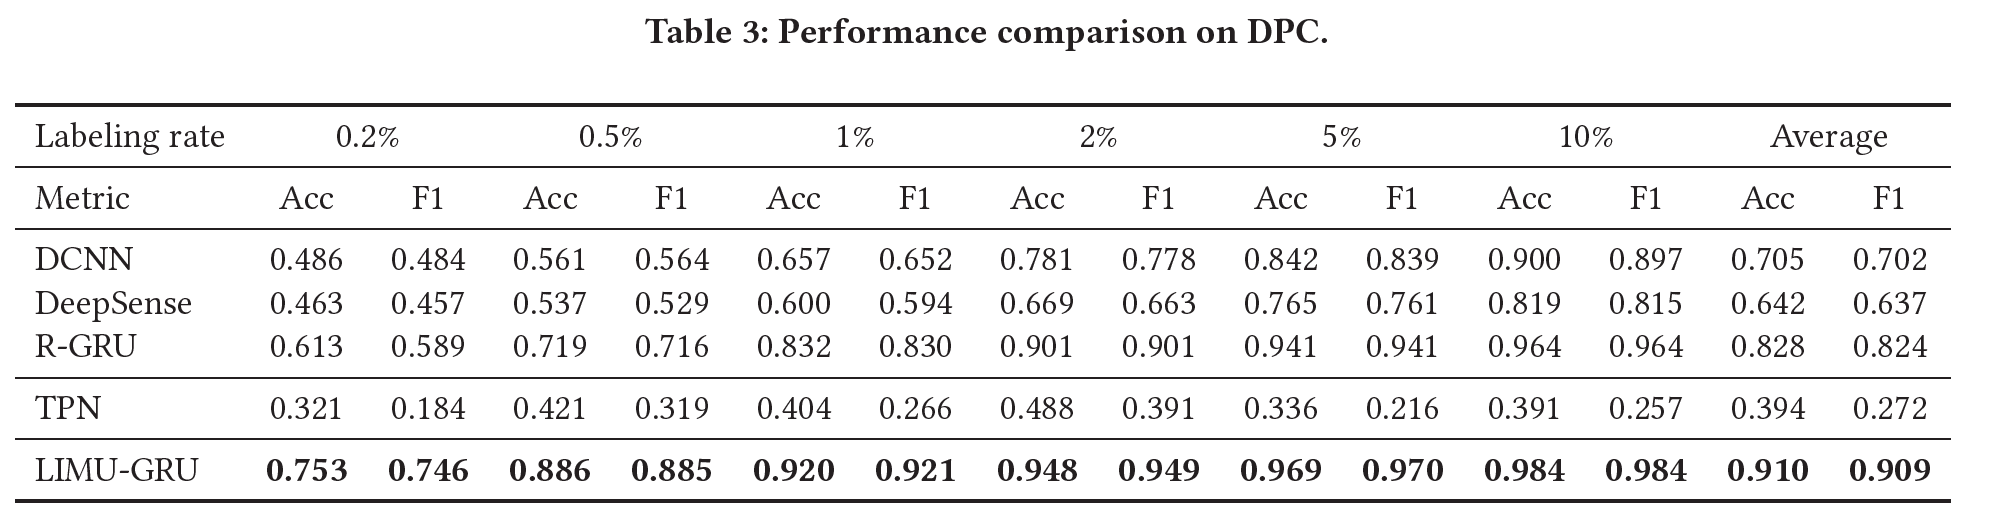 Table 3: Performance comparison on DPC.
Labeling rate 0.2% 0.5% 1% 2% 5% 10% Average
Metric Acc F1 Acc F1 Acc F1 Acc F1 Acc F1 Acc F1 Acc F1
DCNN 0.486 0.484 0.561 0.564 0.657 0.652 0.781 0.778 0.842 0.839 0.900 0.897 0.705 0.702
DeepSense 0.463 0.457 0.537 0.529 0.600 0.594 0.669 0.663 0.765 0.761 0.819 0.815 0.642 0.637
R-GRU 0.613 0.589 0.719 0.716 0.832 0.830 0.901 0.901 0.941 0.941 0.964 0.964 0.828 0.824
TPN 0.321 0.184 0.421 0.319 0.404 0.266 0.488 0.391 0.336 0.216 0.391 0.257 0.394 0.272
LIMU-GRU 0.753 0.746 0.886 0.885 0.920 0.921 0.948 0.949 0.969 0.970 0.984 0.984 0.910 0.909